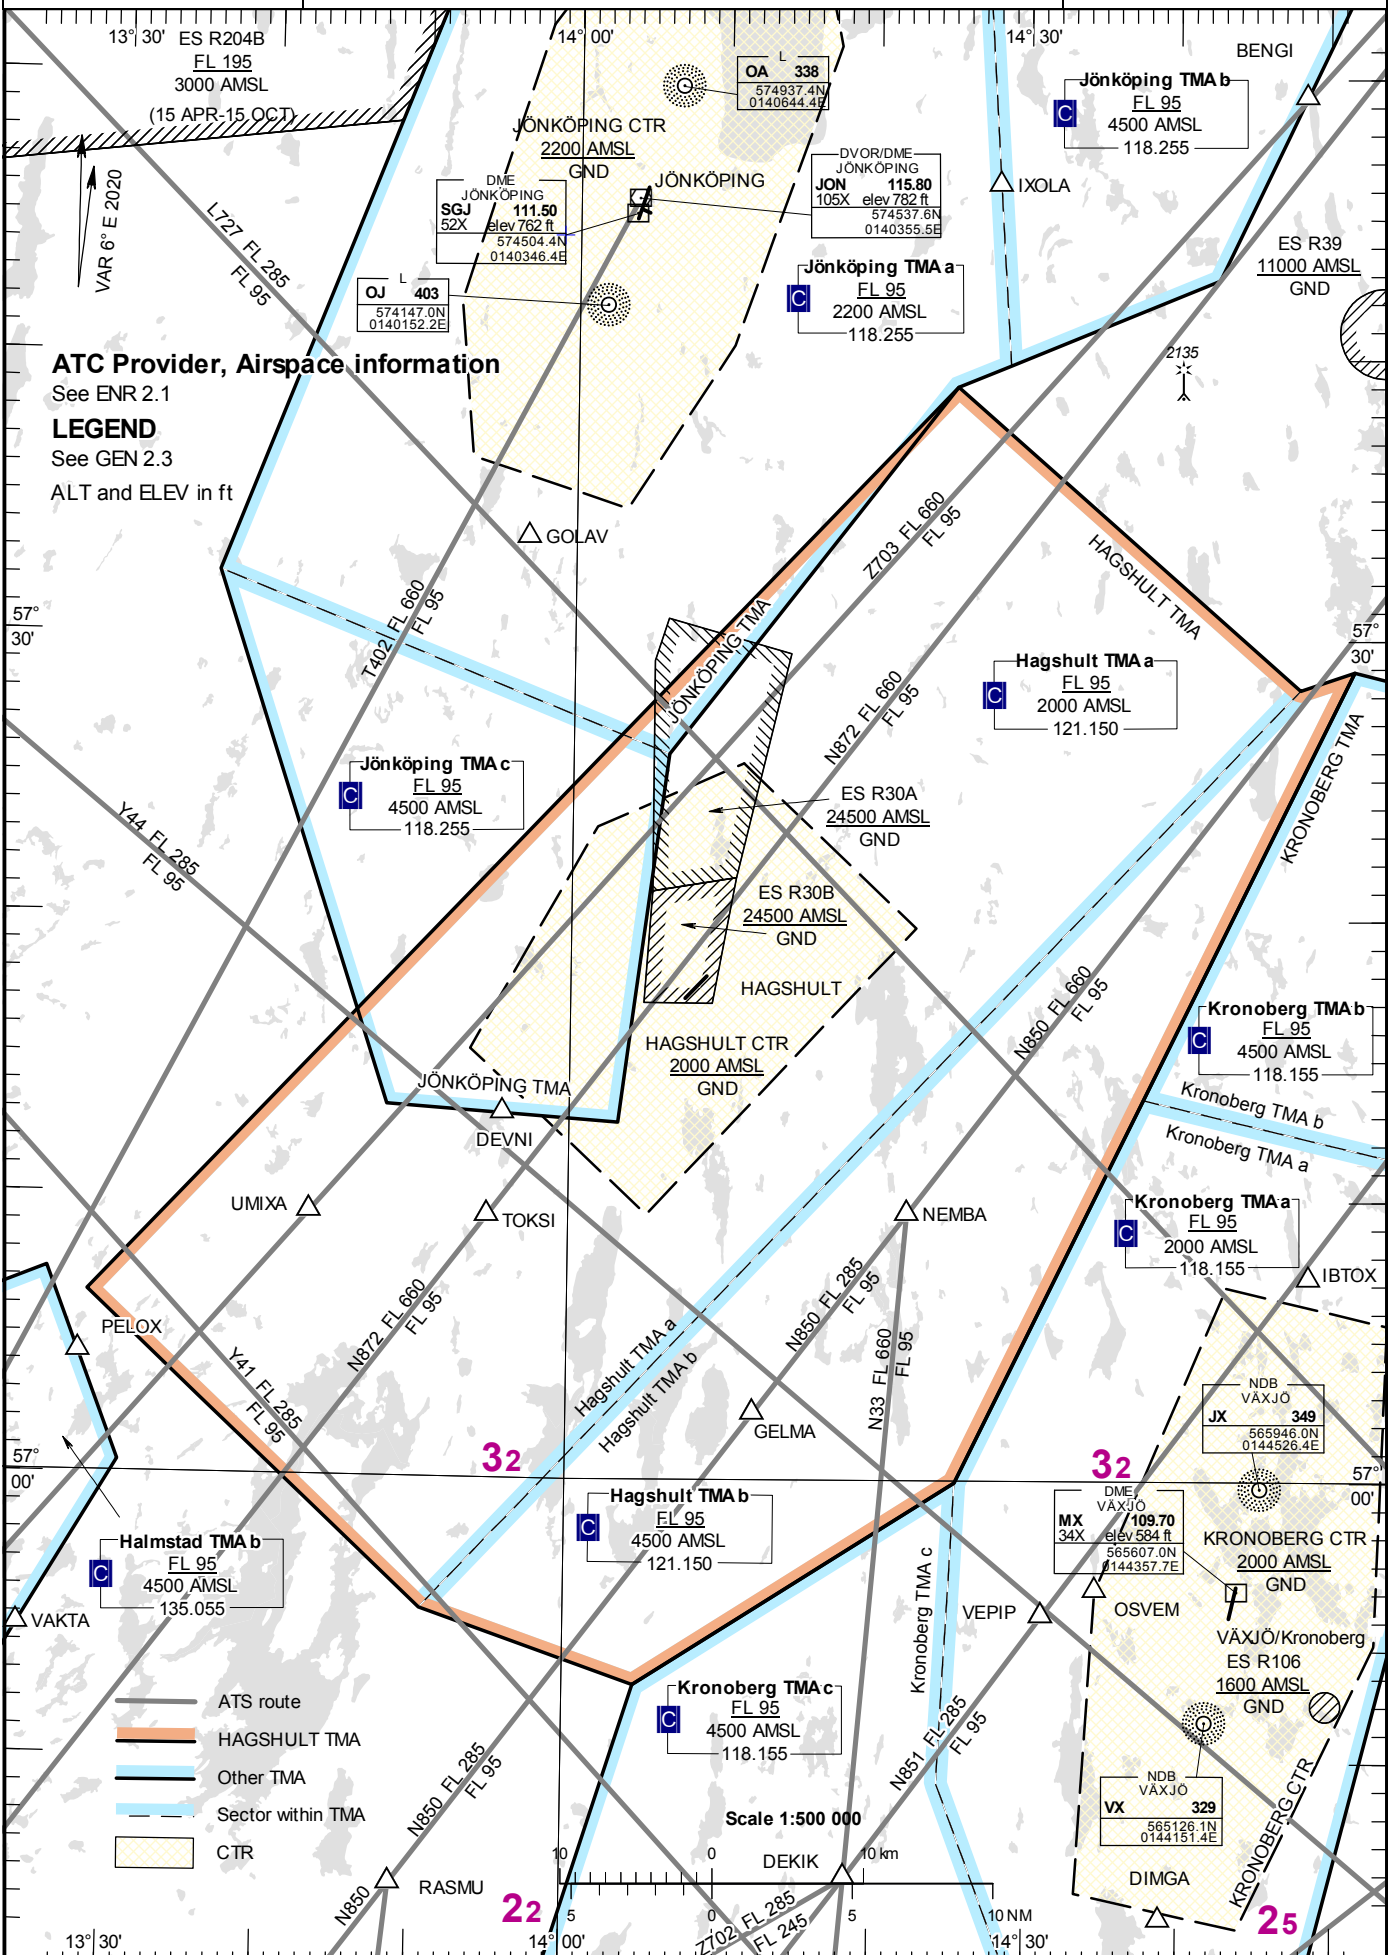 13° 30'
14° 00'
14° 30'
ES R204B
FL 195
3000 AMSL
(15 APR-15 OCT)
VAR 6° E 2020
L
OA 338
574937.4N
0140644.4E
BENGI
Jönköping TMA b
FL 95
4500 AMSL
118.255
C
JÖNKÖPING CTR
2200 AMSL
GND
JÖNKÖPING
DVOR/DME
JÖNKÖPING
JON 115.80
105X elev 782 ft
574537.6N
0140355.5E
IXOLA
DME
JÖNKÖPING
SGJ 111.50
52X elev 762 ft
574504.4N
0140346.4E
L727 FL 285
FL 95
ES R39
11000 AMSL
GND
Jönköping TMA a
FL 95
2200 AMSL
118.255
C
L
OJ 403
574147.0N
0140152.2E
2135
ATC Provider, Airspace information
See ENR 2.1
LEGEND
See GEN 2.3
ALT and ELEV in ft
GOLAV
Z703 FL 660
FL 95
HAGSHULT TMA
57°
30'
57°
30'
T402 FL 660
FL 95
JÖNKÖPING TMA
Hagshult TMA a
FL 95
2000 AMSL
121.150
C
N872 FL 660
FL 95
KRONOBERG TMA
Jönköping TMA c
FL 95
4500 AMSL
118.255
C
Y44 FL 285
FL 95
ES R30A
24500 AMSL
GND
ES R30B
24500 AMSL
GND
HAGSHULT
N850 FL 660
FL 95
Kronoberg TMA b
FL 95
4500 AMSL
118.155
C
HAGSHULT CTR
2000 AMSL
GND
JÖNKÖPING TMA
DEVNI
Kronoberg TMA b
Kronoberg TMA a
UMIXA
TOKSI
NEMBA
Kronoberg TMA a
FL 95
2000 AMSL
118.155
C
IBTOX
PELOX
N872 FL 660
FL 95
N850 FL 285
FL 95
Y41 FL 285
FL 95
Hagshult TMA a
Hagshult TMA b
N33 FL 660
FL 95
GELMA
NDB
VÄXJÖ
JX 349
565946.0N
0144526.4E
57°
00'
32
32
57°
00'
Hagshult TMA b
FL 95
4500 AMSL
121.150
C
DME
VÄXJÖ
MX 109.70
34X elev 584 ft
565607.0N
0144357.7E
KRONOBERG CTR
2000 AMSL
GND
Halmstad TMA b
FL 95
4500 AMSL
135.055
C
VAKTA
Kronoberg TMA c
VEPIP
OSVEM
VÄXJÖ/Kronoberg
ES R106
1600 AMSL
GND
ATS route
HAGSHULT TMA
Other TMA
Sector within TMA
CTR
Kronoberg TMA c
FL 95
4500 AMSL
118.155
C
N851 FL 285
FL 95
N850 FL 285
FL 95
NDB
VÄXJÖ
VX 329
565126.1N
0144151.4E
KRONOBERG CTR
Scale 1:500 000
10 0 10 km
5 0 5 10 NM
DEKIK
DIMGA
RASMU
N850
22
Z702 FL 285
FL 245
25
13° 30'
14° 00'
14° 30'